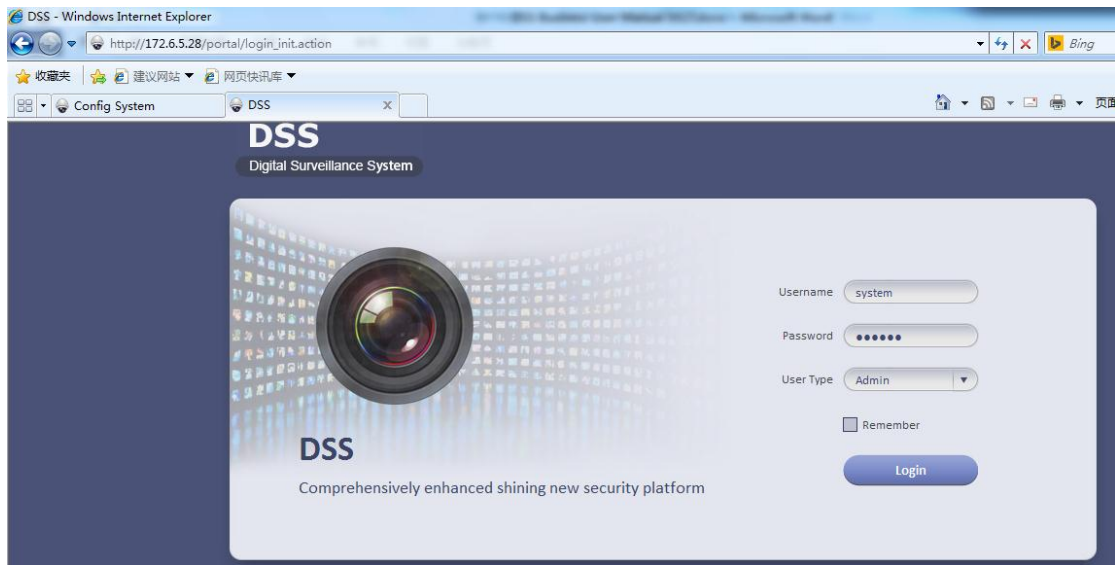 DSS - Windows Internet Explorer
http://172.6.5.28/portal/login_init.action
Bing
收藏夹 建议网站 网页快讯库
Config System DSS x 页面
DSS
Digital Surveillance System
Username system
Password ●●●●●●
User Type Admin
Remember
Login
DSS
Comprehensively enhanced shining new security platform